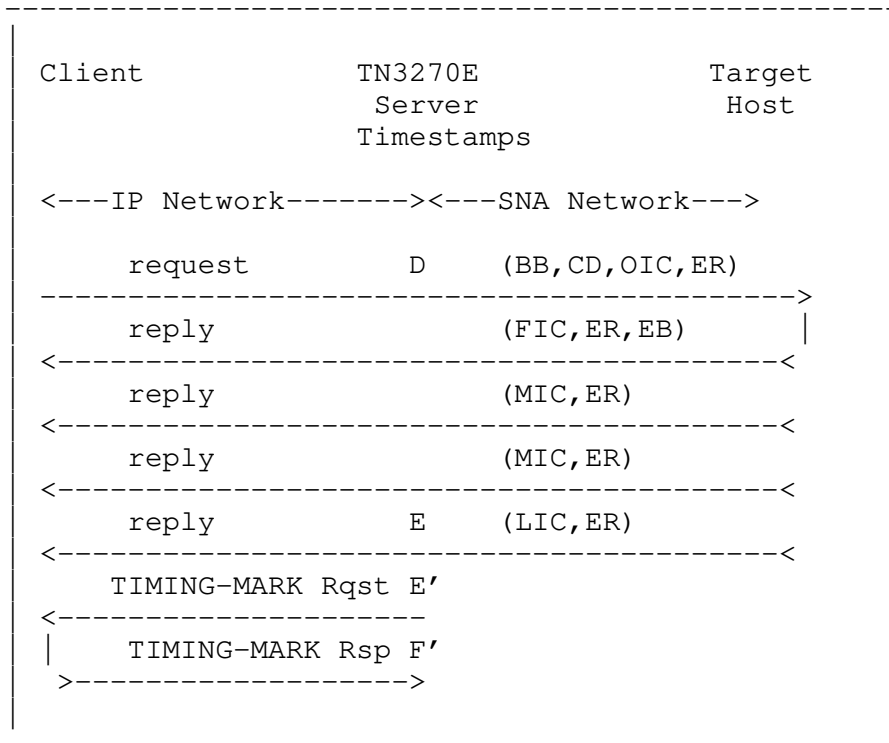 Client TN3270E Target
Server Host
Timestamps
<---IP Network-------><---SNA Network--->
request D (BB,CD,OIC,ER)
------------------------------------------->
reply (FIC,ER,EB) |
<-----------------------------------------<
reply (MIC,ER)
<-----------------------------------------<
reply (MIC,ER)
<-----------------------------------------<
reply E (LIC,ER)
<-----------------------------------------<
TIMING-MARK Rqst E'
<---------------------
| TIMING-MARK Rsp F'
>------------------->